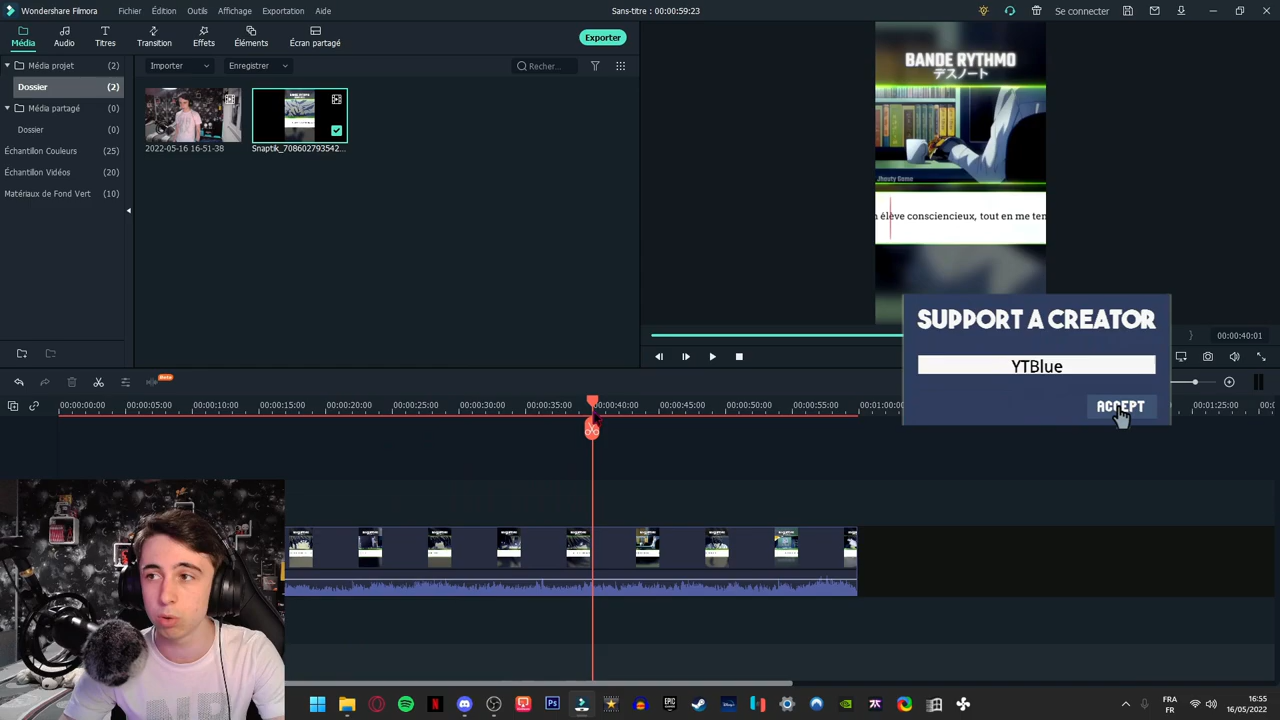 Wondershare Filmora
Fichier Édition Outils Affichage Exportation Aide
Sans-titre : 00:00:59:23
Se connecter
Média Audio Titres Transition Effets Éléments Écran partagé
Exporter
Média projet (2)
Dossier (2)
Média partagé (0)
Dossier (0)
Échantillon Couleurs (25)
Échantillon Vidéos (20)
Matériaux de Fond Vert (10)
Importer
Enregistrer
Recher...
2022-05-16 16-51-38
Snaptik_708602793542...
BANDE RYTHMO
デスノート
Jhouty Game
n élève consciencieux, tout en me ten
00:00:40:01
SUPPORT A CREATOR
YTBlue
ACCEPT
00:00:00:00 00:00:05:00 00:00:10:00 00:00:15:00 00:00:20:00 00:00:25:00 00:00:30:00 00:00:35:00 00:00:40:00 00:00:45:00 00:00:50:00 00:00:55:00 00:01:00:0 00:01:25:00
FRA
FR
16:55
16/05/2022